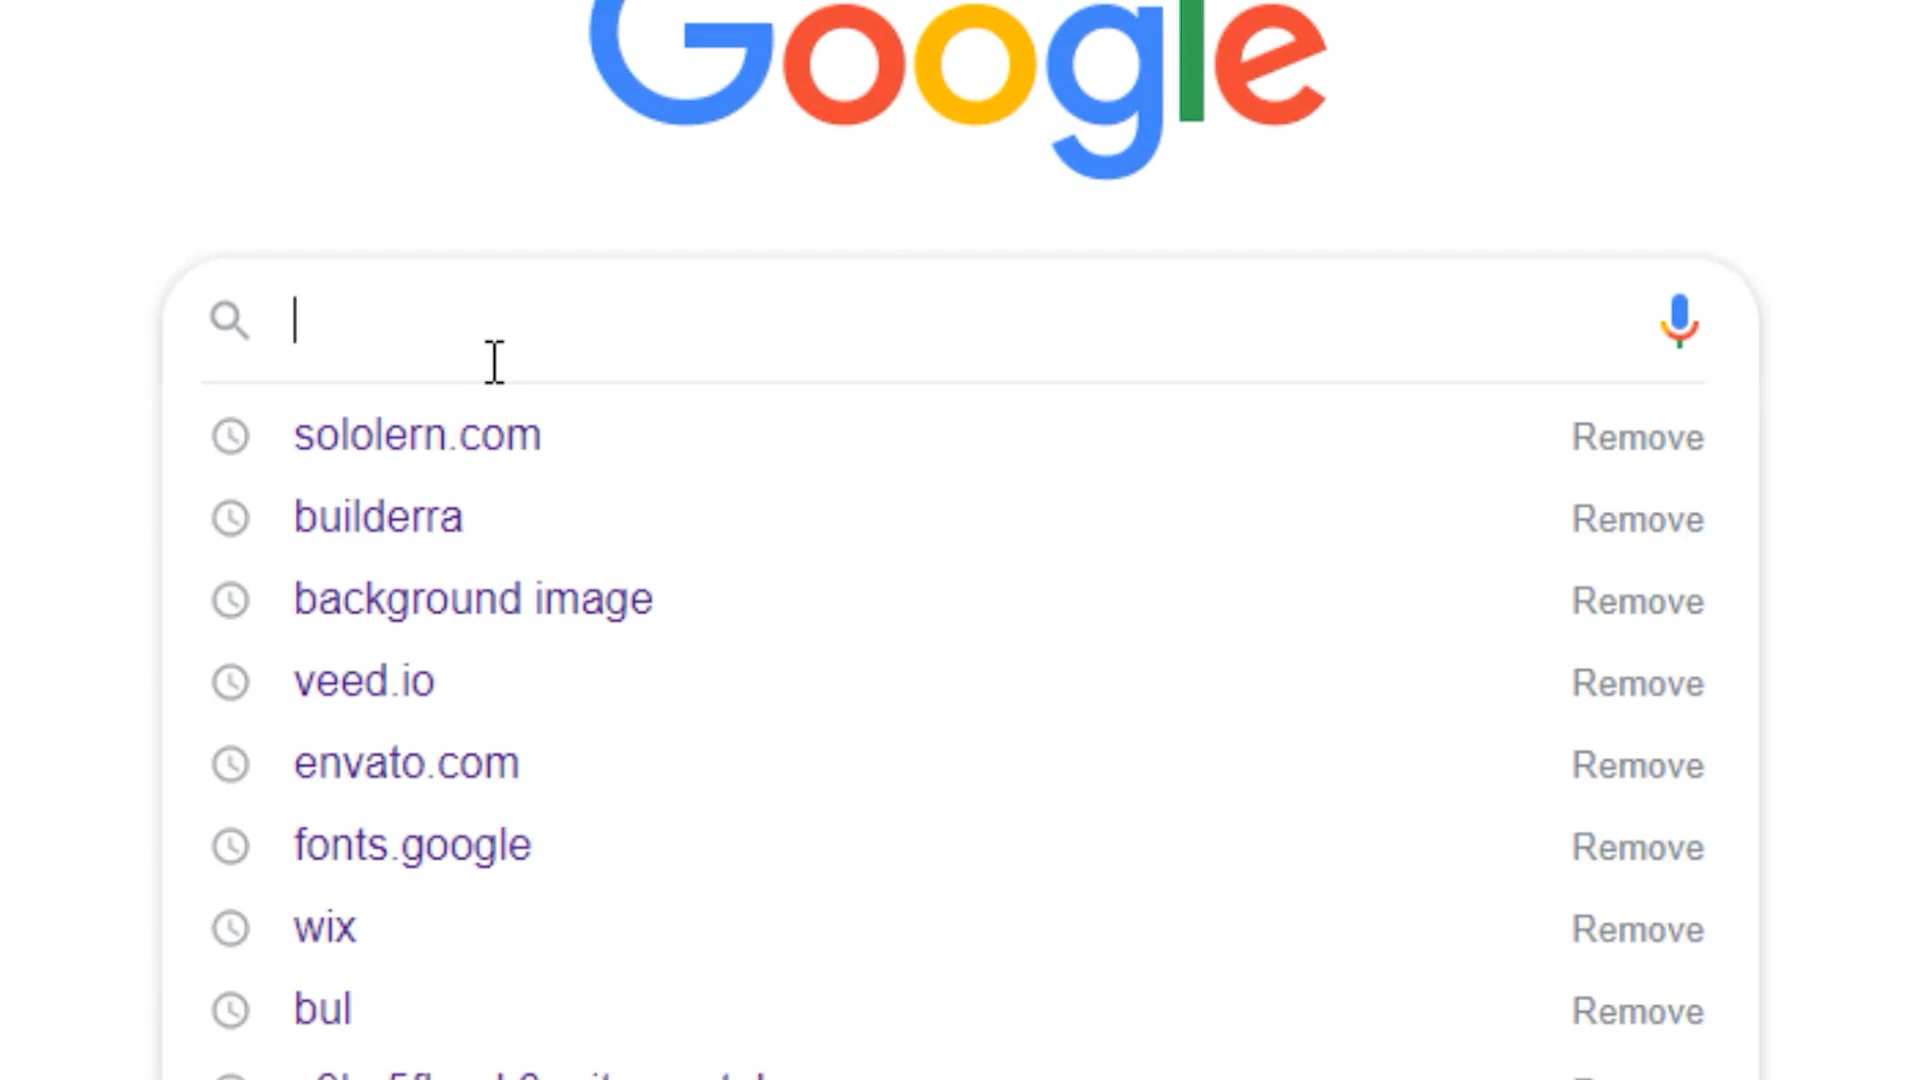 Google
sololern.com Remove
builderra Remove
background image Remove
veed.io Remove
envato.com Remove
fonts.google Remove
wix Remove
bul Remove